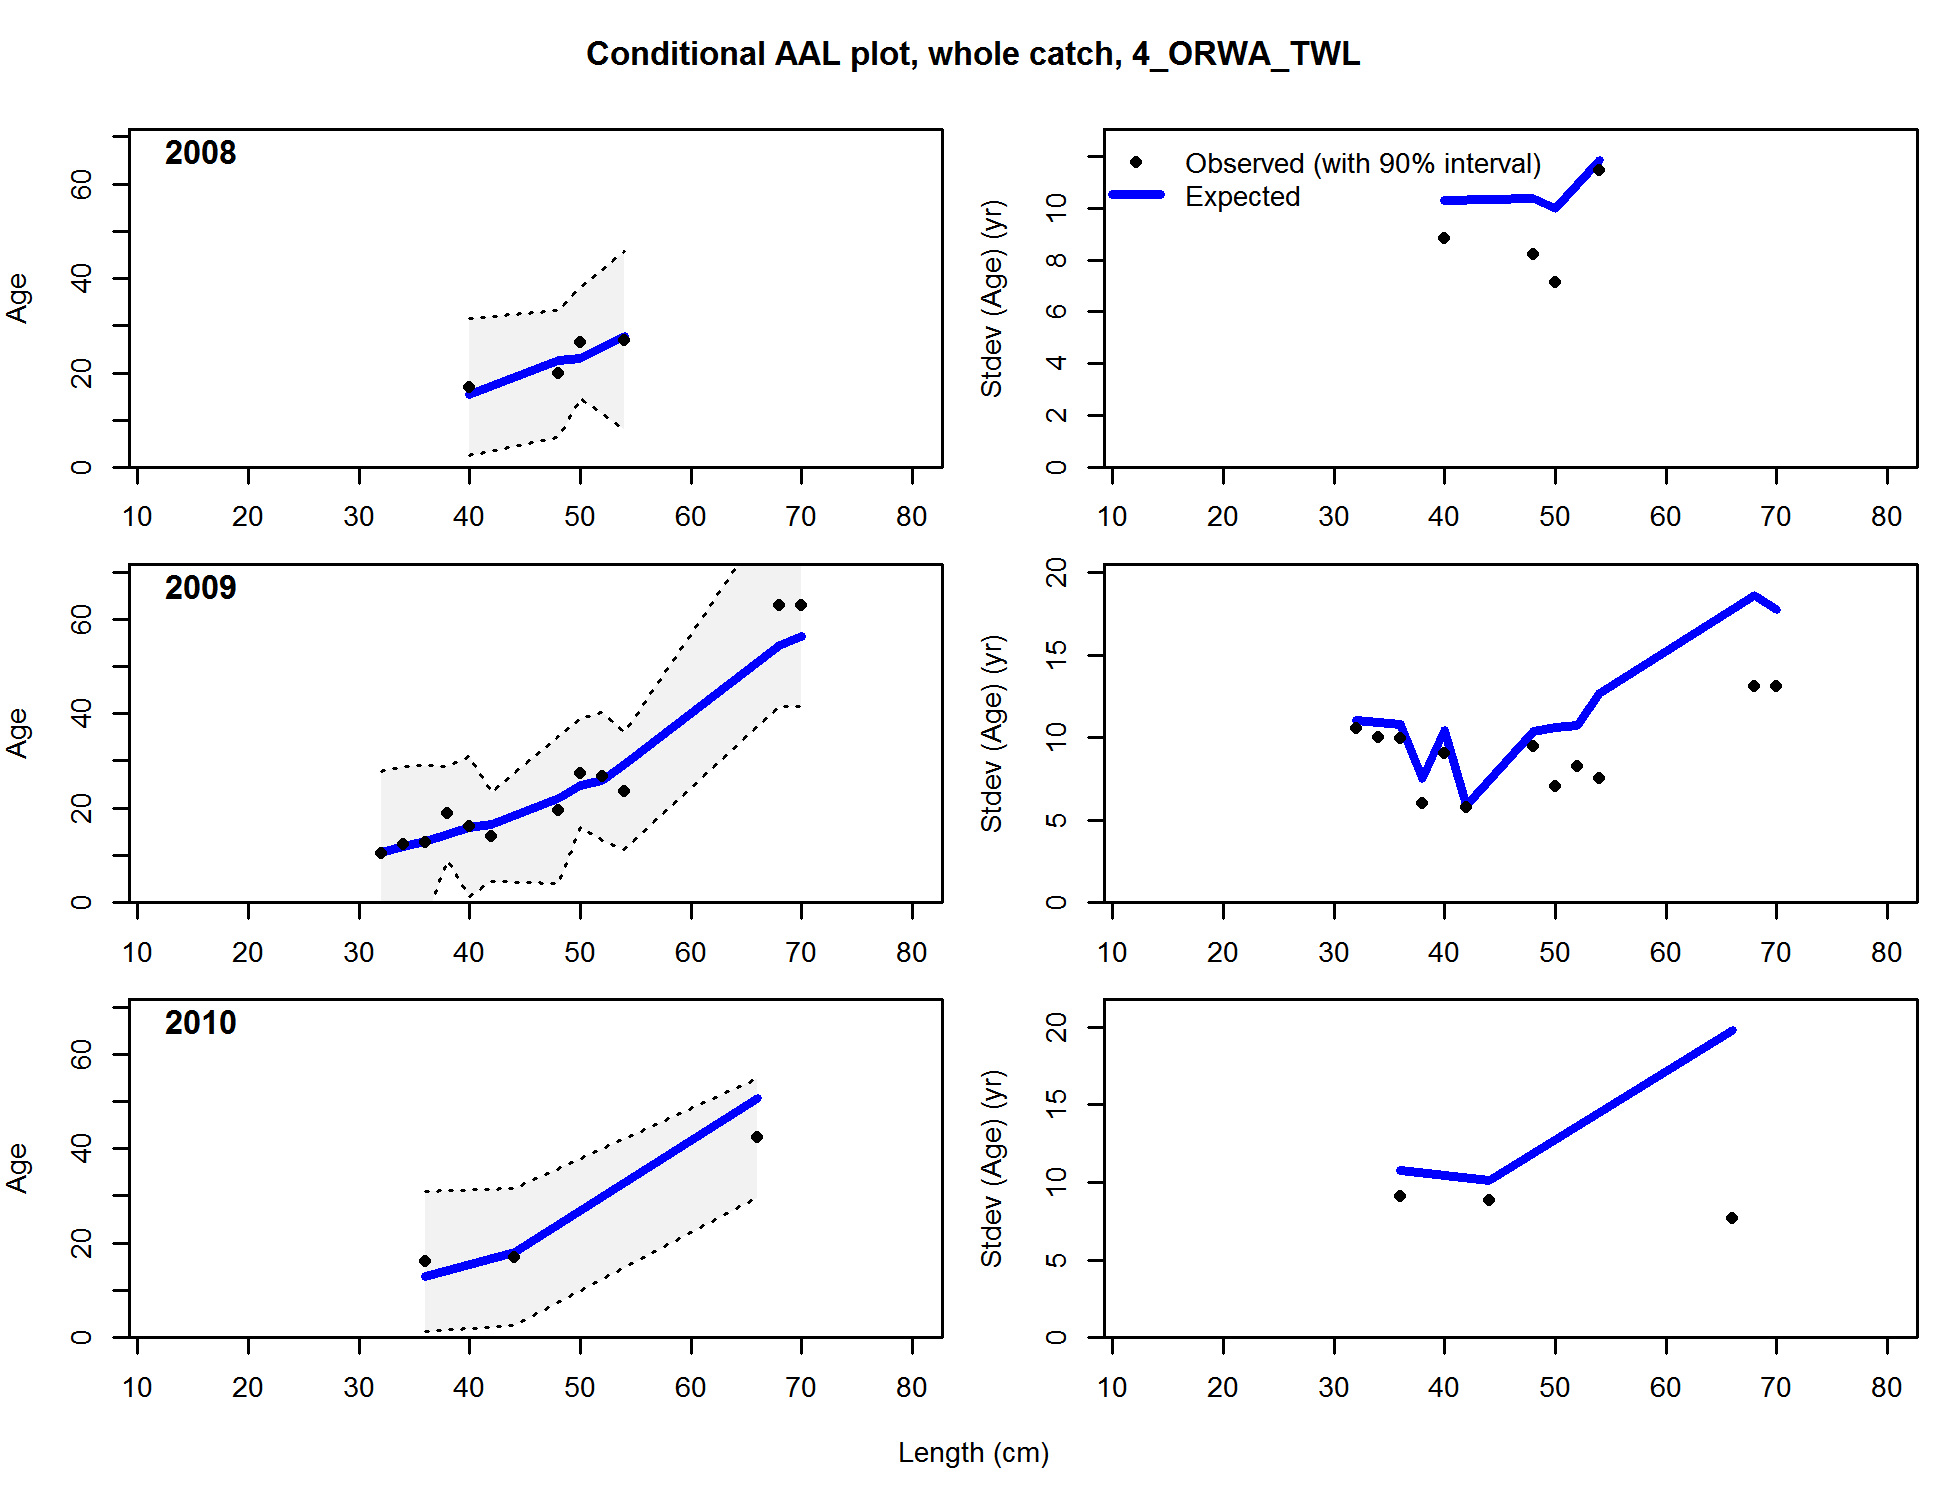 Conditional AAL plot, whole catch, 4_ORWA_TWL
2008
Age
0 20 40 60
10 20 30 40 50 60 70 80
Observed (with 90% interval)
Expected
Stdev (Age) (yr)
0 2 4 6 8 10
10 20 30 40 50 60 70 80
2009
Age
0 20 40 60
10 20 30 40 50 60 70 80
Stdev (Age) (yr)
0 5 10 15 20
10 20 30 40 50 60 70 80
2010
Age
0 20 40 60
10 20 30 40 50 60 70 80
Stdev (Age) (yr)
0 5 10 15 20
10 20 30 40 50 60 70 80
Length (cm)